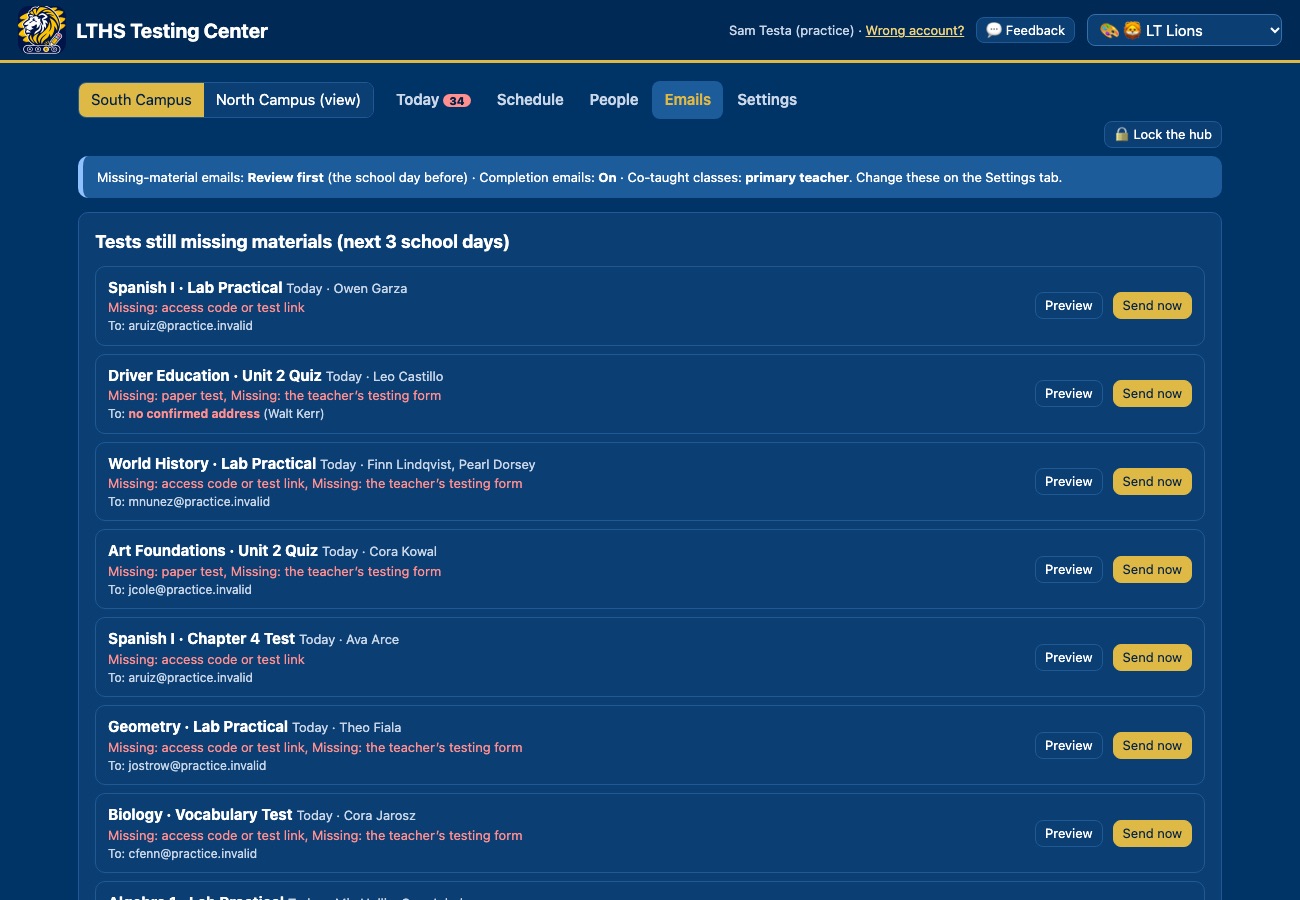 LTHS Testing Center
Sam Testa (practice) · Wrong account?
💬 Feedback
🎨 🦁 LT Lions
South Campus
North Campus (view)
Today 34
Schedule
People
Emails
Settings
🔒 Lock the hub
Missing-material emails: Review first (the school day before) · Completion emails: On · Co-taught classes: primary teacher. Change these on the Settings tab.
Tests still missing materials (next 3 school days)
Spanish I · Lab Practical Today · Owen Garza
Missing: access code or test link
To: aruiz@practice.invalid
Preview
Send now
Driver Education · Unit 2 Quiz Today · Leo Castillo
Missing: paper test, Missing: the teacher’s testing form
To: no confirmed address (Walt Kerr)
Preview
Send now
World History · Lab Practical Today · Finn Lindqvist, Pearl Dorsey
Missing: access code or test link, Missing: the teacher’s testing form
To: mnunez@practice.invalid
Preview
Send now
Art Foundations · Unit 2 Quiz Today · Cora Kowal
Missing: paper test, Missing: the teacher’s testing form
To: jcole@practice.invalid
Preview
Send now
Spanish I · Chapter 4 Test Today · Ava Arce
Missing: access code or test link
To: aruiz@practice.invalid
Preview
Send now
Geometry · Lab Practical Today · Theo Fiala
Missing: access code or test link, Missing: the teacher’s testing form
To: jostrow@practice.invalid
Preview
Send now
Biology · Vocabulary Test Today · Cora Jarosz
Missing: access code or test link, Missing: the teacher’s testing form
To: cfenn@practice.invalid
Preview
Send now